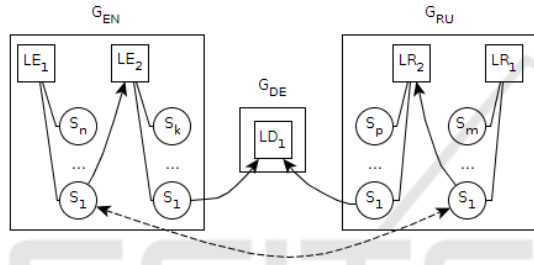 G_EN
G_RU
LE_1
LE_2
LR_2
LR_1
G_DE
S_n
S_k
LD_1
S_p
S_m
... ... ... ...
S_1
S_1
S_1
S_1